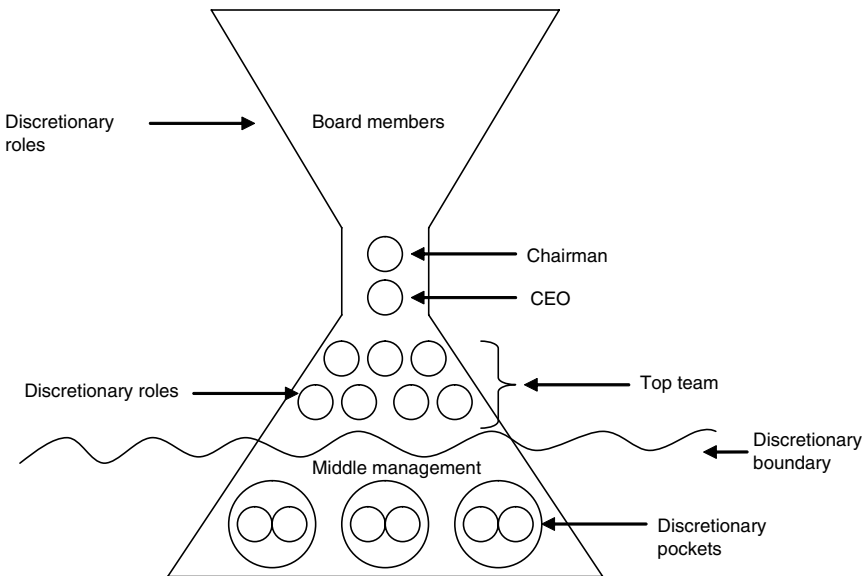 Discretionary
roles
Board members
Chairman
CEO
Discretionary roles
Top team
Discretionary
boundary
Middle management
Discretionary
pockets